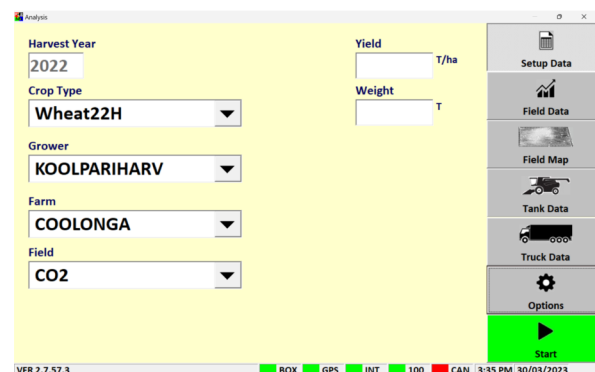 Analysis
Harvest Year
2022
Crop Type
Wheat22H
Grower
KOOLPARIHARV
Farm
COOLONGA
Field
CO2
Yield
T/ha
Weight
T
Setup Data
Field Data
Field Map
Tank Data
Truck Data
Options
Start
VER 2.7.57.3 BOX GPS INT 100 CAN 3:35 PM 30/03/2023